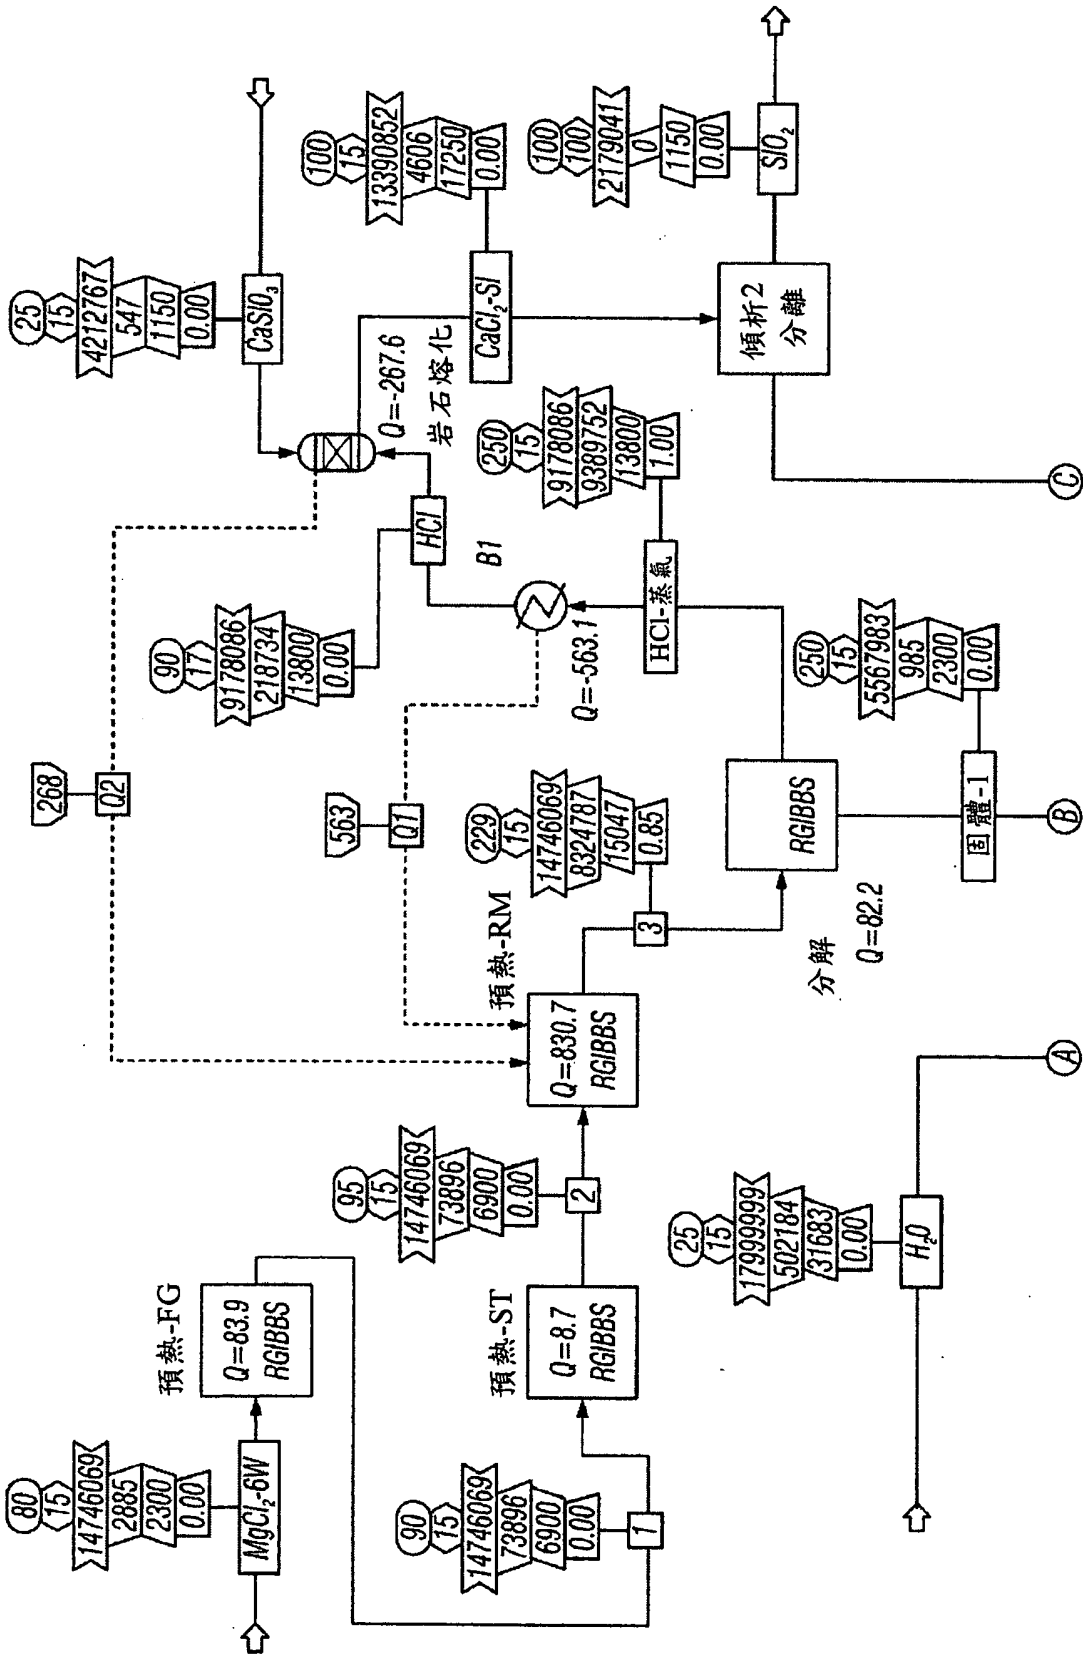 80
15
14746069
2885
2300
0.00
MgCl₂-6W
預熱-FG
Q=83.9
RGIBBS
90
15
14746069
73896
6900
0.00
1
預熱-ST
Q=8.7
RGIBBS
95
15
14746069
73896
6900
0.00
2
預熱-RM
Q=830.7
RGIBBS
229
15
14746069
8324787
15047
0.85
3
分解
Q=82.2
RGIBBS
268
Q2
563
Q1
90
17
9178086
218734
13800
0.00
HCl
B1
Q=-563.1
250
15
9178086
9389752
13800
1.00
HCl-蒸氣
25
15
4212767
547
1150
0.00
CaSIO₃
Q=-267.6
岩石熔化
100
15
13390852
4606
17250
0.00
CaCl₂-SI
傾析2
分離
100
100
2179041
0
1150
0.00
SIO₂
250
15
5567983
985
2300
0.00
固體-1
25
15
17999999
502184
31683
0.00
H₂O
A
B
C